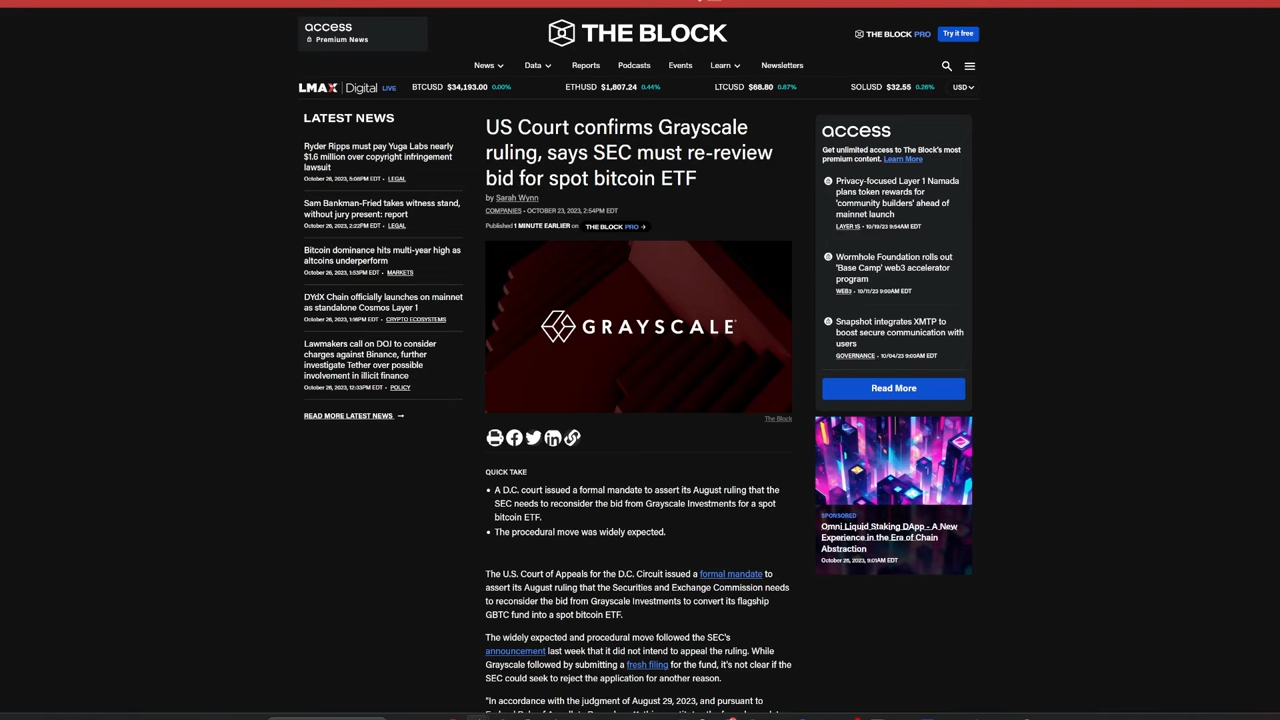 access
Premium News
THE BLOCK
THE BLOCK PRO
Try it free
News
Data
Reports
Podcasts
Events
Learn
Newsletters
LMAX Digital LIVE
BTCUSD $34,193.00 0.00%
ETHUSD $1,807.24 0.44%
LTCUSD $68.80 0.87%
SOLUSD $32.55 0.26%
USD
LATEST NEWS
Ryder Ripps must pay Yuga Labs nearly
$1.6 million over copyright infringement
lawsuit
October 26, 2023, 5:08PM EDT • LEGAL
Sam Bankman-Fried takes witness stand,
without jury present: report
October 26, 2023, 2:22PM EDT • LEGAL
Bitcoin dominance hits multi-year high as
altcoins underperform
October 26, 2023, 1:53PM EDT • MARKETS
DYdX Chain officially launches on mainnet
as standalone Cosmos Layer 1
October 26, 2023, 1:16PM EDT • CRYPTO ECOSYSTEMS
Lawmakers call on DOJ to consider
charges against Binance, further
investigate Tether over possible
involvement in illicit finance
October 26, 2023, 12:33PM EDT • POLICY
READ MORE LATEST NEWS →
US Court confirms Grayscale
ruling, says SEC must re-review
bid for spot bitcoin ETF
by Sarah Wynn
COMPANIES • OCTOBER 23, 2023, 2:54PM EDT
Published 1 MINUTE EARLIER on THE BLOCK PRO →
GRAYSCALE
The Block
QUICK TAKE
• A D.C. court issued a formal mandate to assert its August ruling that the
SEC needs to reconsider the bid from Grayscale Investments for a spot
bitcoin ETF.
• The procedural move was widely expected.
The U.S. Court of Appeals for the D.C. Circuit issued a formal mandate to
assert its August ruling that the Securities and Exchange Commission needs
to reconsider the bid from Grayscale Investments to convert its flagship
GBTC fund into a spot bitcoin ETF.
The widely expected and procedural move followed the SEC's
announcement last week that it did not intend to appeal the ruling. While
Grayscale followed by submitting a fresh filing for the fund, it's not clear if the
SEC could seek to reject the application for another reason.
"In accordance with the judgment of August 29, 2023, and pursuant to
access
Get unlimited access to The Block's most
premium content. Learn More
Privacy-focused Layer 1 Namada
plans token rewards for
'community builders' ahead of
mainnet launch
LAYER 1S • 10/19/23 9:54AM EDT
Wormhole Foundation rolls out
'Base Camp' web3 accelerator
program
WEB3 • 10/11/23 9:00AM EDT
Snapshot integrates XMTP to
boost secure communication with
users
GOVERNANCE • 10/04/23 9:00AM EDT
Read More
SPONSORED
Omni Liquid Staking DApp - A New
Experience in the Era of Chain
Abstraction
October 26, 2023, 9:01AM EDT